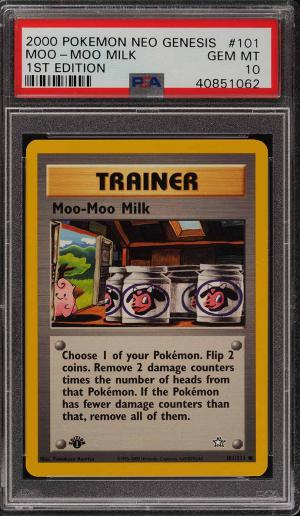 2000 POKEMON NEO GENESIS #101
MOO-MOO MILK GEM MT
1ST EDITION 10
PSA 40851062
TRAINER
Moo-Moo Milk
Choose 1 of your Pokémon. Flip 2
coins. Remove 2 damage counters
times the number of heads from
that Pokémon. If the Pokémon
has fewer damage counters than
that, remove all of them.
1